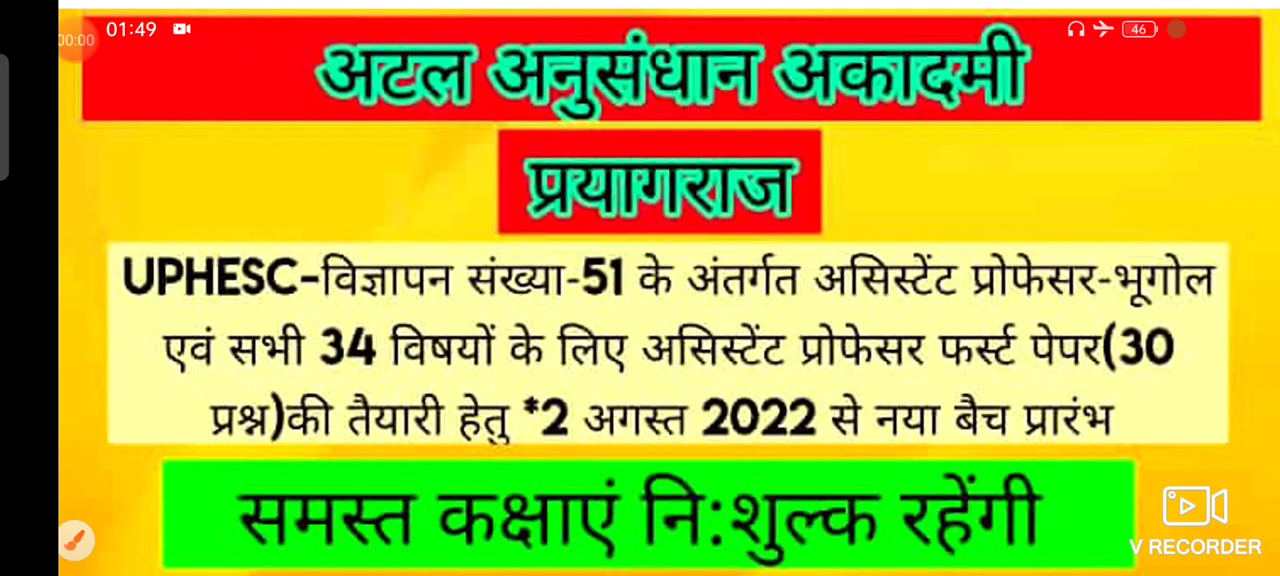 00:00 01:49 46
अटल अनुसंधान अकादमी
प्रयागराज
UPHESC-विज्ञापन संख्या-51 के अंतर्गत असिस्टेंट प्रोफेसर-भूगोल
एवं सभी 34 विषयों के लिए असिस्टेंट प्रोफेसर फर्स्ट पेपर(30
प्रश्न)की तैयारी हेतु *2 अगस्त 2022 से नया बैच प्रारंभ
समस्त कक्षाएं नि:शुल्क रहेंगी
V RECORDER